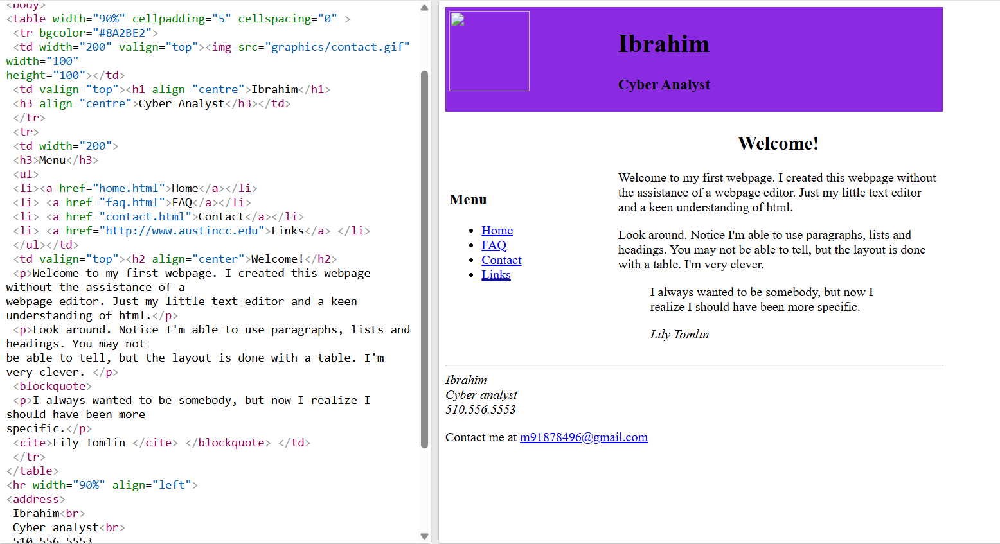 <body>
<table width="90%" cellpadding="5" cellspacing="0" >
<tr bgcolor="#8A2BE2">
<td width="200" valign="top"><img src="graphics/contact.gif"
width="100"
height="100"></td>
<td valign="top"><h1 align="centre">Ibrahim</h1>
<h3 align="centre">Cyber Analyst</h3></td>
</tr>
<tr>
<td width="200">
<h3>Menu</h3>
<ul>
<li><a href="home.html">Home</a></li>
<li> <a href="faq.html">FAQ</a></li>
<li> <a href="contact.html">Contact</a></li>
<li> <a href="http://www.austincc.edu">Links</a> </li>
</ul></td>
<td valign="top"><h2 align="center">Welcome!</h2>
<p>Welcome to my first webpage. I created this webpage
without the assistance of a
webpage editor. Just my little text editor and a keen
understanding of html.</p>
<p>Look around. Notice I'm able to use paragraphs, lists and
headings. You may not
be able to tell, but the layout is done with a table. I'm
very clever. </p>
<blockquote>
<p>I always wanted to be somebody, but now I realize I
should have been more
specific.</p>
<cite>Lily Tomlin </cite> </blockquote> </td>
</tr>
</table>
<hr width="90%" align="left">
<address>
Ibrahim<br>
Cyber analyst<br>
510.556.5553
Ibrahim
Cyber Analyst
Menu
Home
FAQ
Contact
Links
Welcome!
Welcome to my first webpage. I created this webpage without
the assistance of a webpage editor. Just my little text editor
and a keen understanding of html.
Look around. Notice I'm able to use paragraphs, lists and
headings. You may not be able to tell, but the layout is done
with a table. I'm very clever.
I always wanted to be somebody, but now I
realize I should have been more specific.
Lily Tomlin
Ibrahim
Cyber analyst
510.556.5553
Contact me at m91878496@gmail.com